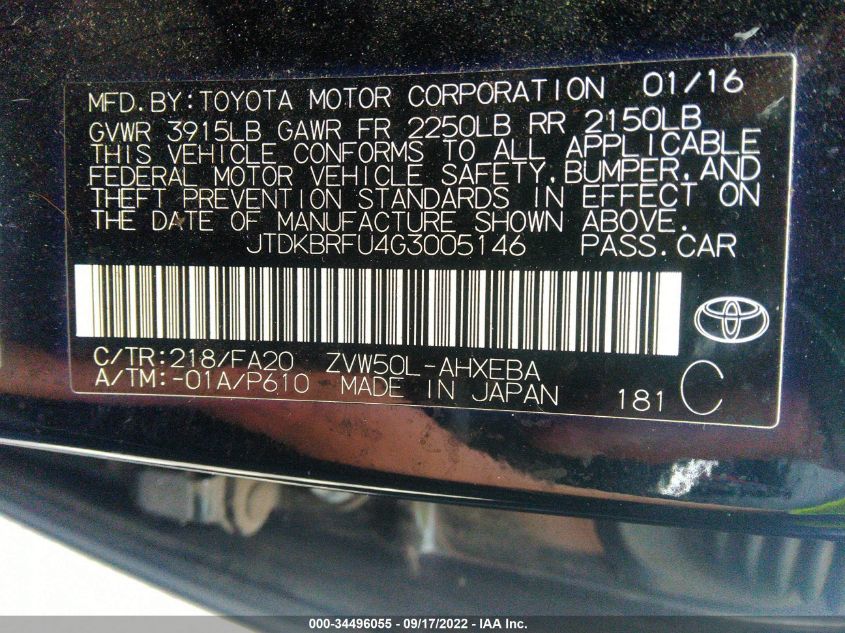 MFD.BY:TOYOTA MOTOR CORPORATION 01/16
GVWR 3915LB GAWR FR 2250LB RR 2150LB
THIS VEHICLE CONFORMS TO ALL APPLICABLE
FEDERAL MOTOR VEHICLE SAFETY,BUMPER,AND
THEFT PREVENTION STANDARDS IN EFFECT ON
THE DATE OF MANUFACTURE SHOWN ABOVE.
JTDKBRFU4G3005146 PASS.CAR
C/TR:218/FA20 ZVW50L-AHXEBA
A/TM:-01A/P610 MADE IN JAPAN 181 C
000-34496055 - 09/17/2022 - IAA Inc.